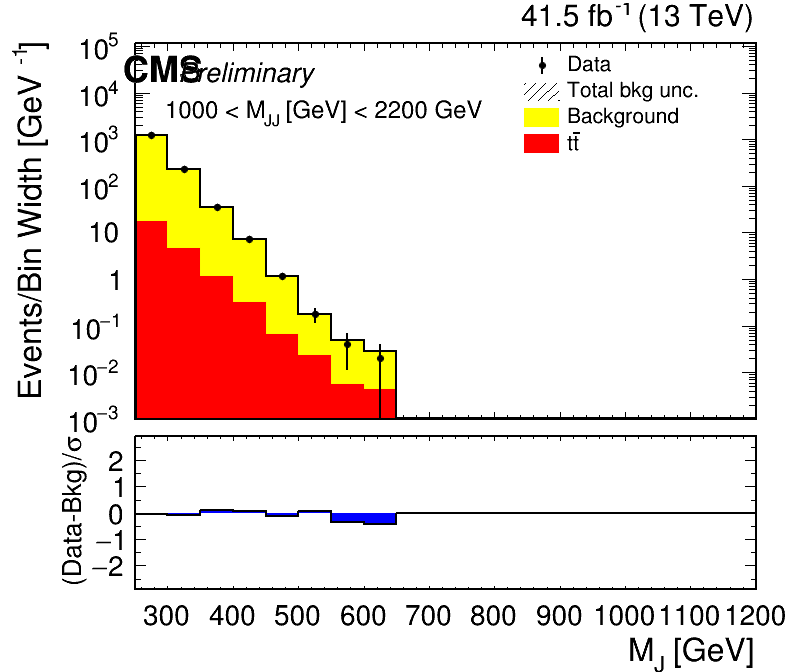 41.5 fb⁻¹ (13 TeV)
CMS Preliminary
1000 < M_JJ [GeV] < 2200 GeV
Data
Total bkg unc.
Background
tt̄
Events/Bin Width [GeV⁻¹]
10⁵
10⁴
10³
10²
10
1
10⁻¹
10⁻²
10⁻³
(Data-Bkg)/σ
2
1
0
−1
−2
300 400 500 600 700 800 900 1000 1100 1200
M_J [GeV]